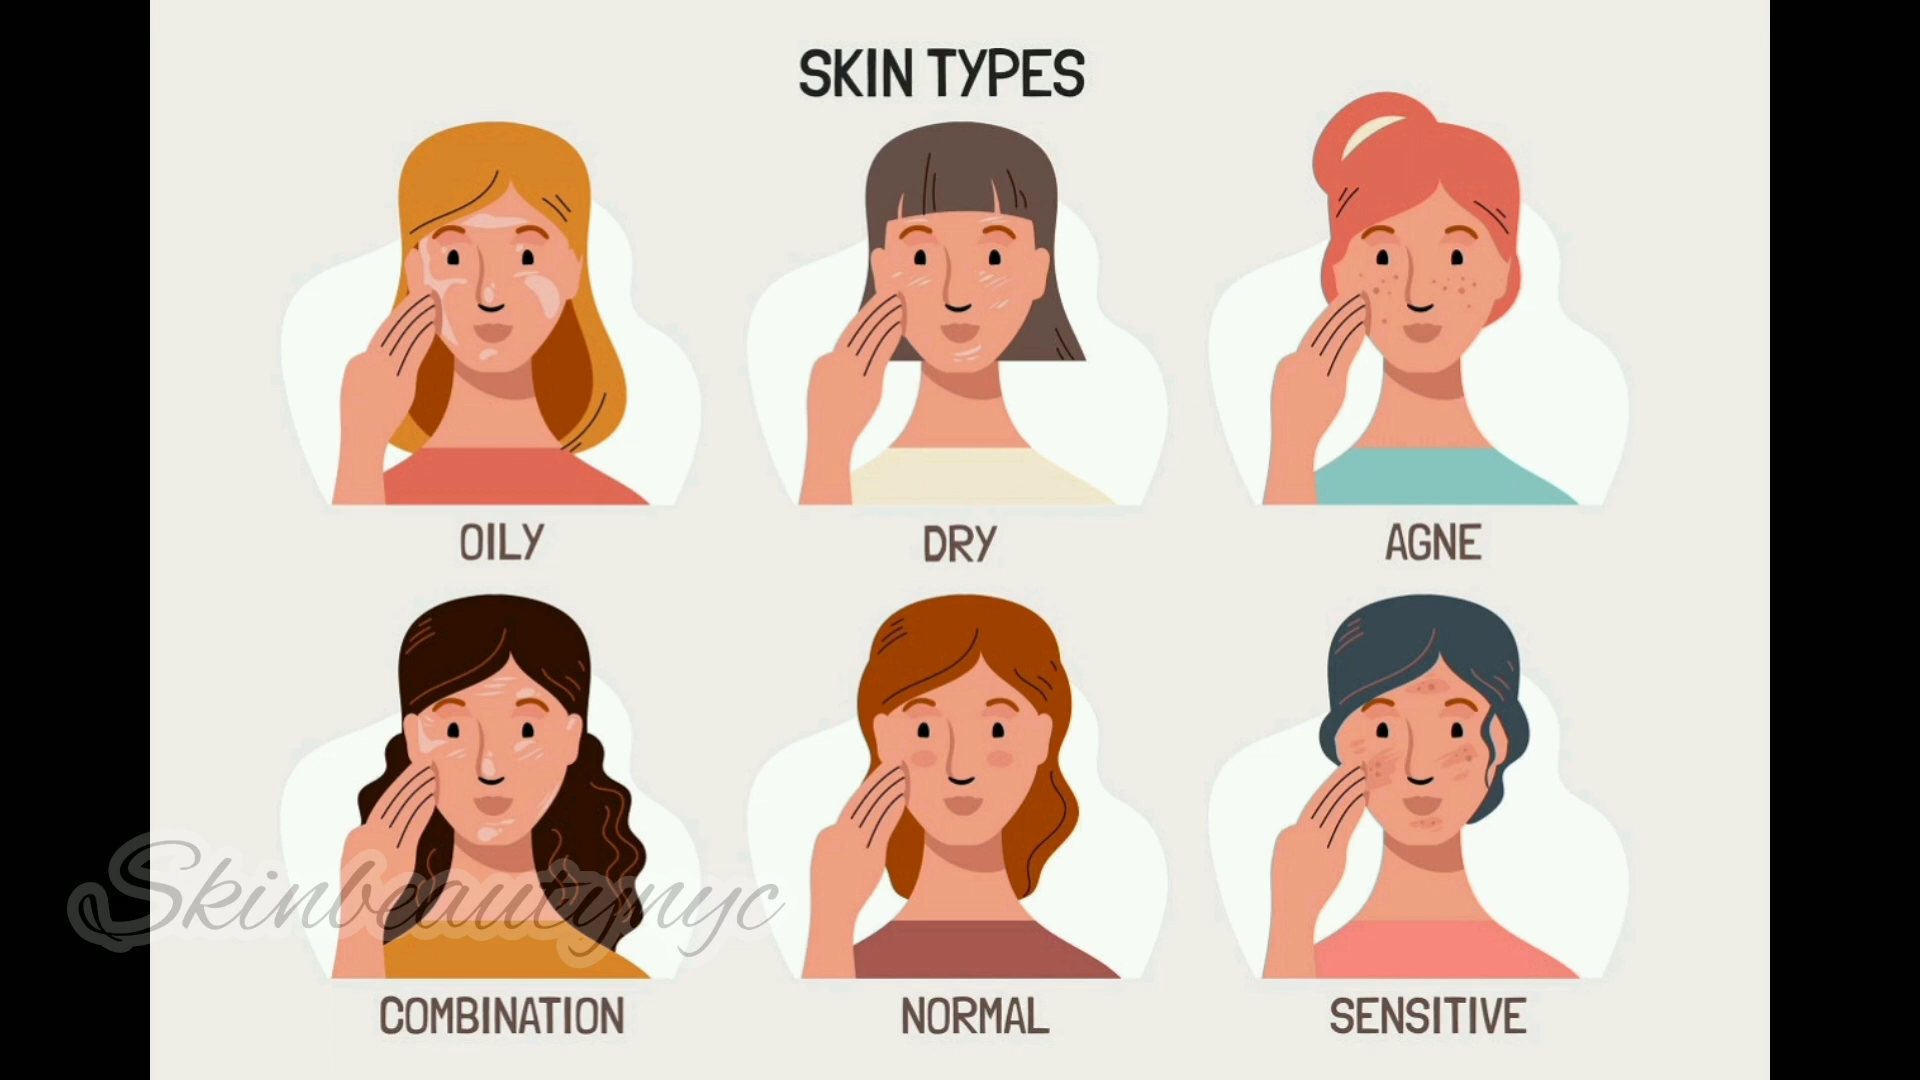 SKIN TYPES
OILY
DRY
AGNE
COMBINATION
NORMAL
SENSITIVE
Skinbeautynyc